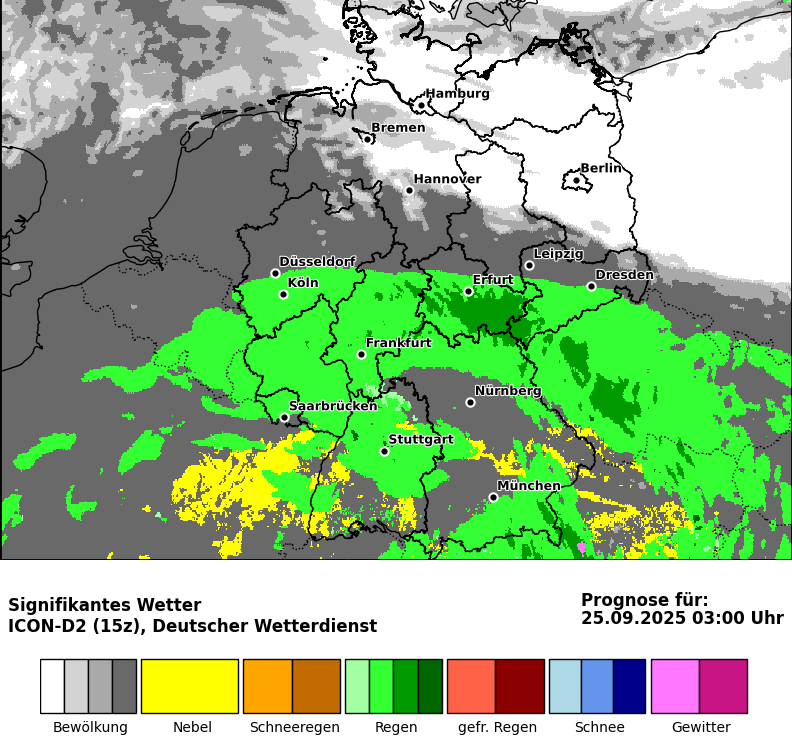 Hamburg
Bremen
Berlin
Hannover
Leipzig
Düsseldorf
Dresden
Köln
Erfurt
Frankfurt
Nürnberg
Saarbrücken
Stuttgart
München
Signifikantes Wetter
ICON-D2 (15z), Deutscher Wetterdienst
Prognose für:
25.09.2025 03:00 Uhr
Bewölkung Nebel Schneeregen Regen gefr. Regen Schnee Gewitter